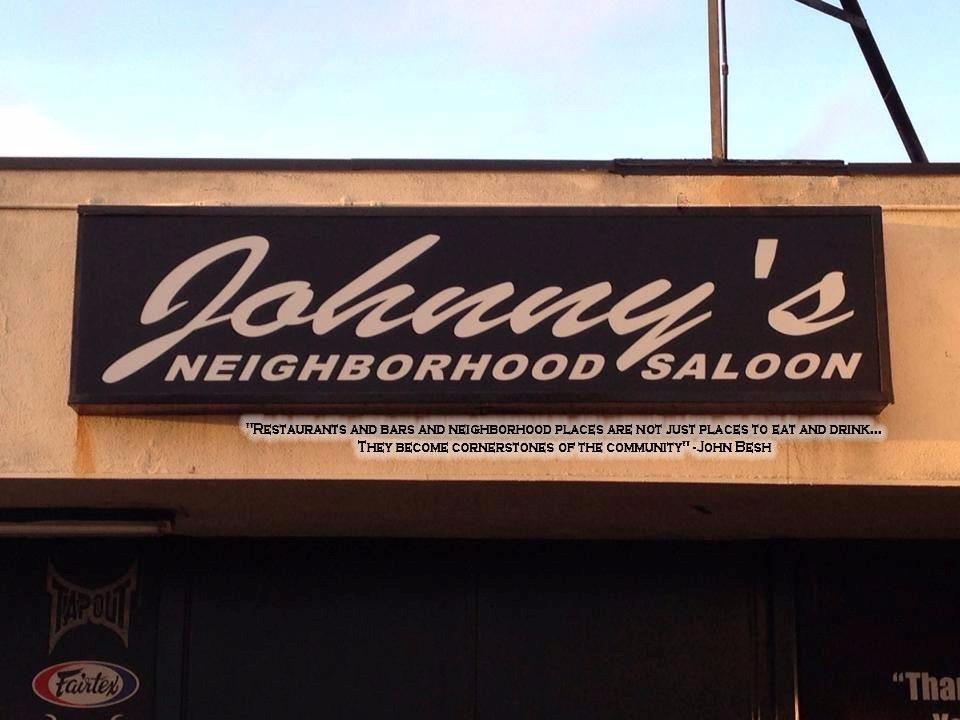 Johnny's
NEIGHBORHOOD SALOON
"Restaurants and bars and neighborhood places are not just places to eat and drink...
They become cornerstones of the community" -John Besh
TAPOUT
Fairtex